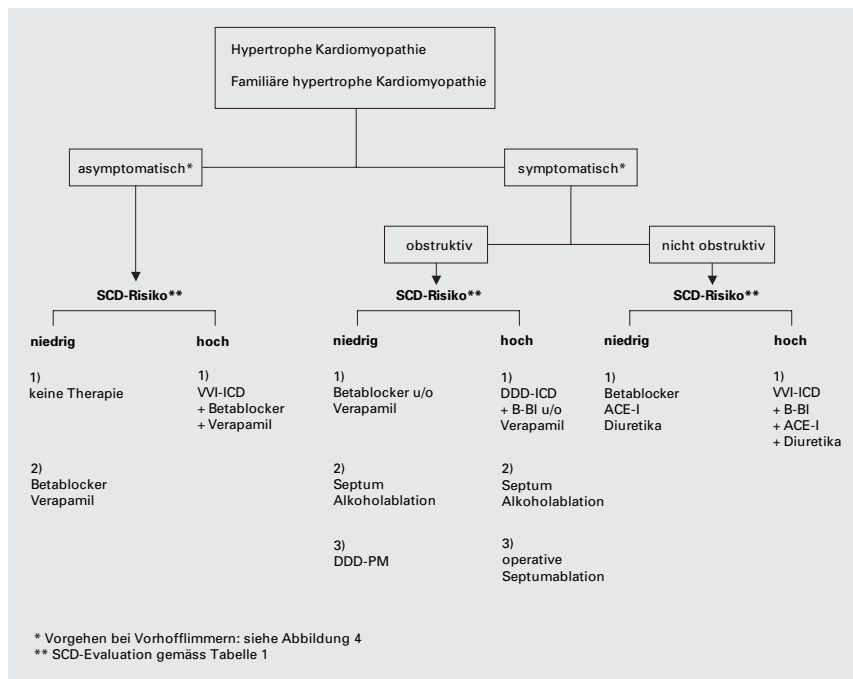 Hypertrophe Kardiomyopathie
Familiäre hypertrophe Kardiomyopathie
asymptomatisch*
symptomatisch*
obstruktiv
nicht obstruktiv
SCD-Risiko**
SCD-Risiko**
SCD-Risiko**
niedrig
hoch
niedrig
hoch
niedrig
hoch
1)
keine Therapie
2)
Betablocker
Verapamil
1)
VVI-ICD
+ Betablocker
+ Verapamil
1)
Betablocker u/o
Verapamil
2)
Septum
Alkoholablation
3)
DDD-PM
1)
DDD-ICD
+ B-Bl u/o
Verapamil
2)
Septum
Alkoholablation
3)
operative
Septumablation
1)
Betablocker
ACE-I
Diuretika
1)
VVI-ICD
+ B-Bl
+ ACE-I
+ Diuretika
* Vorgehen bei Vorhofflimmern: siehe Abbildung 4
** SCD-Evaluation gemäss Tabelle 1